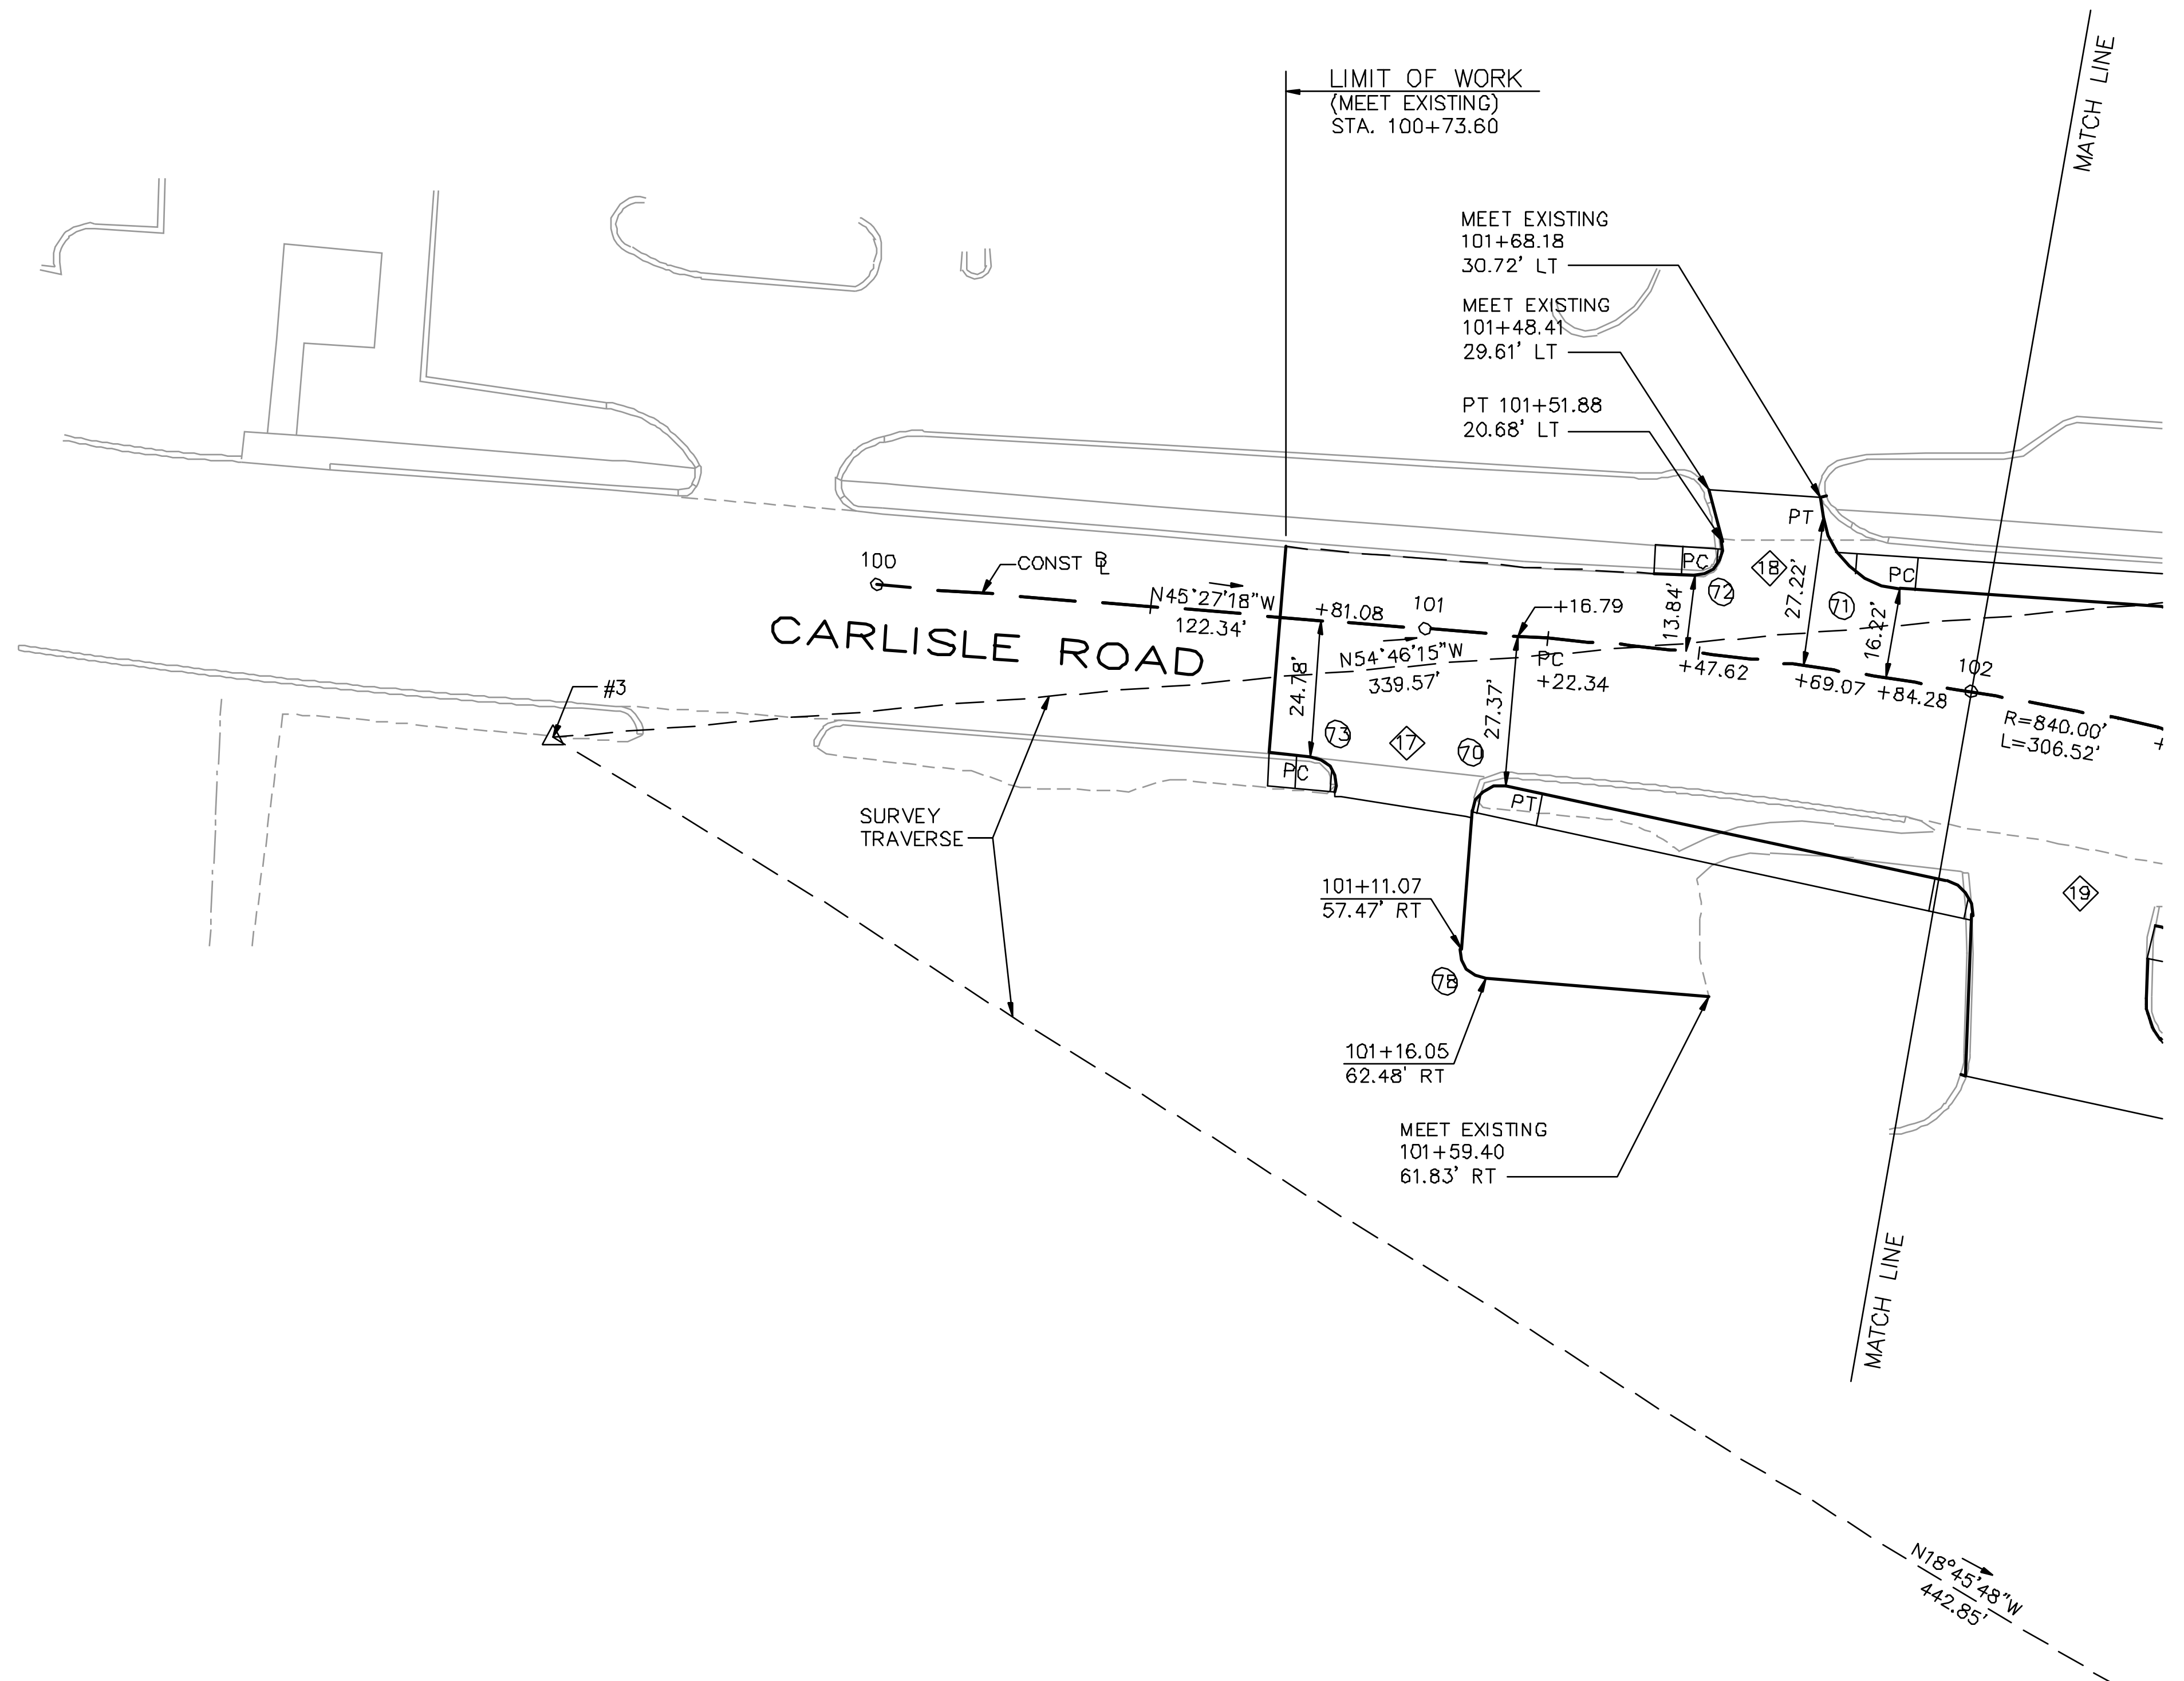 LIMIT OF WORK
(MEET EXISTING)
STA. 100+73.60
MATCH LINE
MEET EXISTING
101+68.18
30.72' LT
MEET EXISTING
101+48.41
29.61' LT
PT 101+51.88
20.68' LT
PT
100
CONST BL
N45°27'18"W
122.34'
+81.08
101
+16.79
PC
72
18
13.84'
27.22'
71
PC
16.22'
CARLISLE ROAD
N54°46'15"W
339.57'
PC
+22.34
+47.62
+69.07
+84.28
102
R=840.00'
L=306.52'
+
#3
24.78'
27.37'
73
17
70
PC
PT
SURVEY
TRAVERSE
101+11.07
57.47' RT
19
75
101+16.05
62.48' RT
MEET EXISTING
101+59.40
61.83' RT
MATCH LINE
N18°45'48"W
442.85'